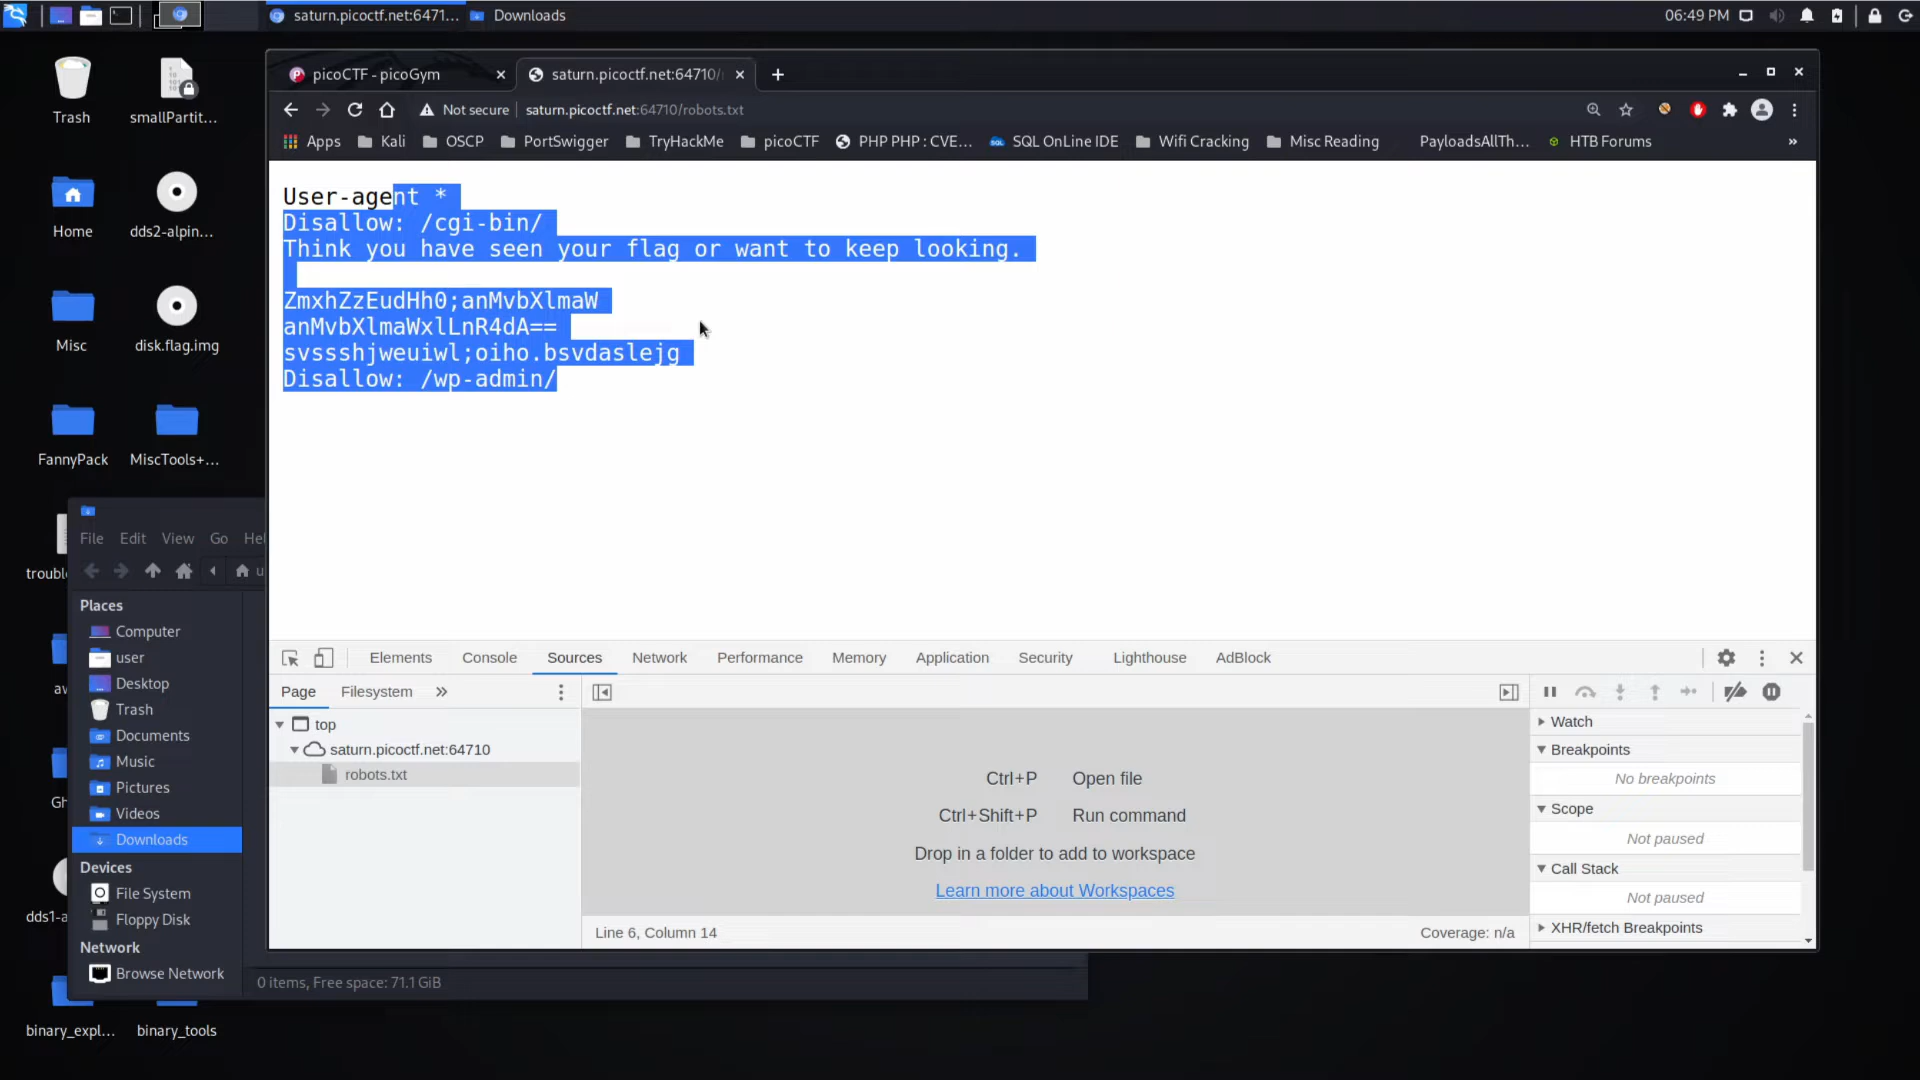 06:49 PM
saturn.picoctf.net:6471...
Downloads
Trash
smallPartit...
Home
dds2-alpin...
Misc
disk.flag.img
FannyPack
MiscTools+...
troubl
dds1-a
binary_expl...
binary_tools
picoCTF - picoGym
saturn.picoctf.net:64710/
Not secure
saturn.picoctf.net:64710/robots.txt
Apps
Kali
OSCP
PortSwigger
TryHackMe
picoCTF
PHP PHP : CVE...
SQL OnLine IDE
Wifi Cracking
Misc Reading
PayloadsAllTh...
HTB Forums
»
User-agent *
Disallow: /cgi-bin/
Think you have seen your flag or want to keep looking.
ZmxhZzEudHh0;anMvbXlmaW
anMvbXlmaWxlLnR4dA==
svssshjweuiwl;oiho.bsvdaslejg
Disallow: /wp-admin/
Elements
Console
Sources
Network
Performance
Memory
Application
Security
Lighthouse
AdBlock
Page
Filesystem
»
top
saturn.picoctf.net:64710
robots.txt
Ctrl+P Open file
Ctrl+Shift+P Run command
Drop in a folder to add to workspace
Learn more about Workspaces
Line 6, Column 14
Coverage: n/a
Watch
Breakpoints
No breakpoints
Scope
Not paused
Call Stack
Not paused
XHR/fetch Breakpoints
File
Edit
View
Go
Hel
Places
Computer
user
Desktop
Trash
Documents
Music
Pictures
Videos
Downloads
Devices
File System
Floppy Disk
Network
Browse Network
0 items, Free space: 71.1 GiB